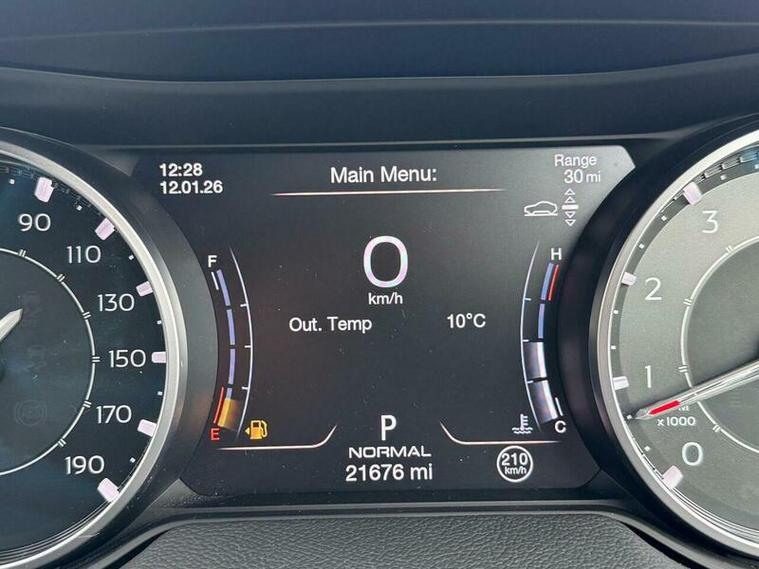 12:28
12.01.26
Main Menu:
Range
30 mi
0
km/h
Out. Temp 10°C
F
E
H
C
P
NORMAL
21676 mi
210
km/h
90
110
130
150
170
190
3
2
1
x1000
0